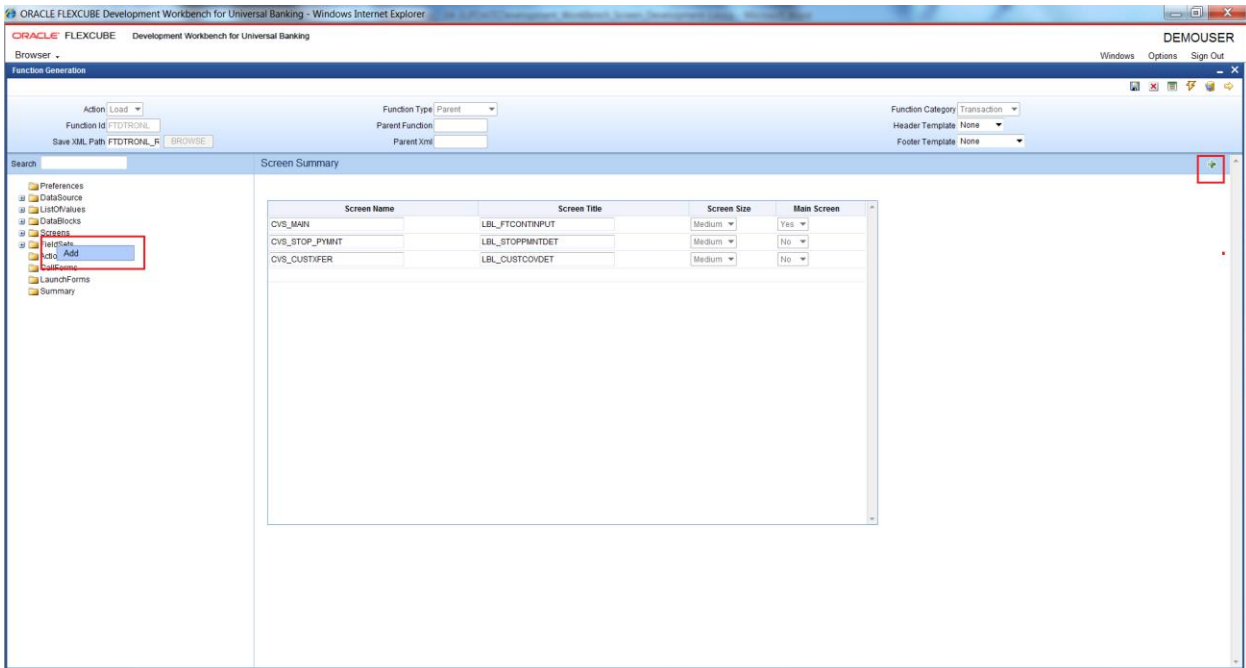 ORACLE FLEXCUBE Development Workbench for Universal Banking - Windows Internet Explorer
ORACLE FLEXCUBE Development Workbench for Universal Banking DEMOUSER
Browser Windows Options Sign Out
Function Generation
Action Load Function Type Parent Function Category Transaction
Function Id FTDTRONL Parent Function Header Template None
Save XML Path FTDTRONL_R BROWSE Parent Xml Footer Template None
Search Screen Summary
Preferences
DataSource
ListOfValues
DataBlocks
Screens
FieldSets
Actio
Add
CallForms
LaunchForms
Summary
Screen Name Screen Title Screen Size Main Screen
CVS_MAIN LBL_FTCONTINPUT Medium Yes
CVS_STOP_PYMNT LBL_STOPPMNTDET Medium No
CVS_CUSTXFER LBL_CUSTCOVDET Medium No